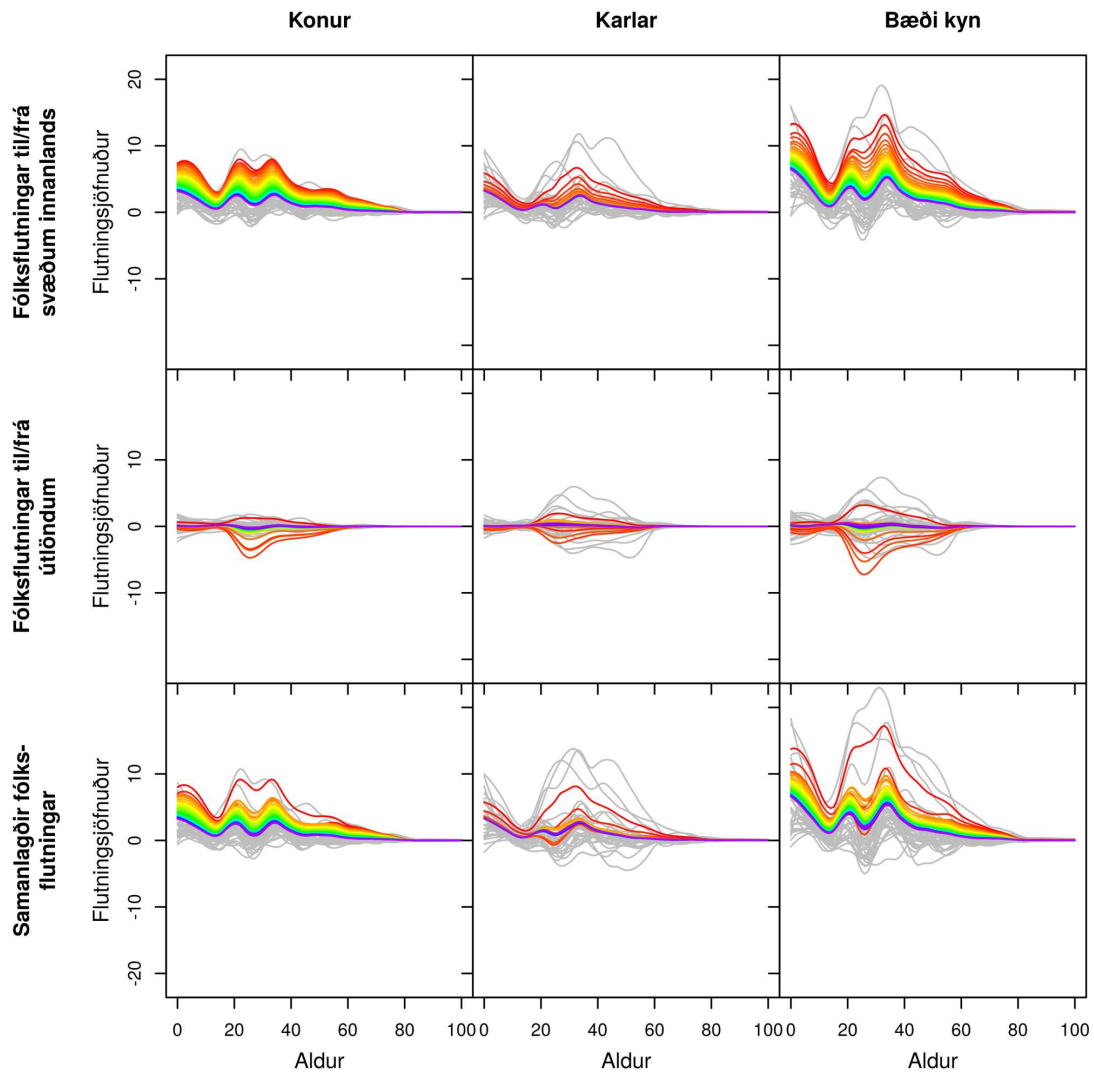 Konur
Karlar
Bæði kyn
Fólksflutningar til/frá
svæðum innanlands
Flutningsjöfnuður
20
10
0
-10
Fólksflutningar til/frá
útlöndum
Flutningsjöfnuður
10
0
-10
Samanlagðir fólks-
flutningar
Flutningsjöfnuður
10
0
-10
-20
0 20 40 60 80 100
0 20 40 60 80 100
0 20 40 60 80 100
Aldur
Aldur
Aldur